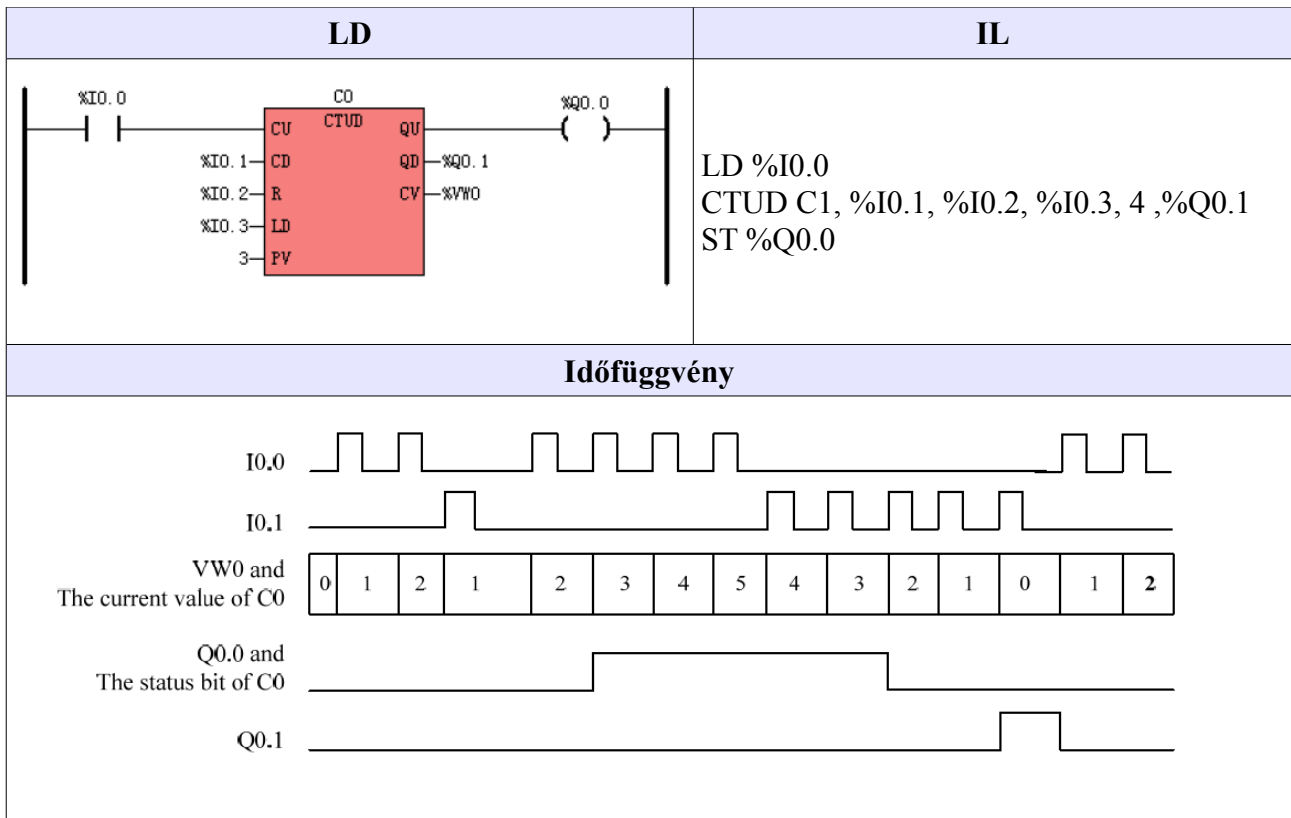 LD
IL
%I0.0
C0
%Q0.0
CTUD
CU QU
%I0.1 CD QD %Q0.1
%I0.2 R CV %VW0
%I0.3 LD
3 PV
LD %I0.0
CTUD C1, %I0.1, %I0.2, %I0.3, 4 ,%Q0.1
ST %Q0.0
Időfüggvény
I0.0
I0.1
VW0 and
The current value of C0
0 1 2 1 2 3 4 5 4 3 2 1 0 1 2
Q0.0 and
The status bit of C0
Q0.1